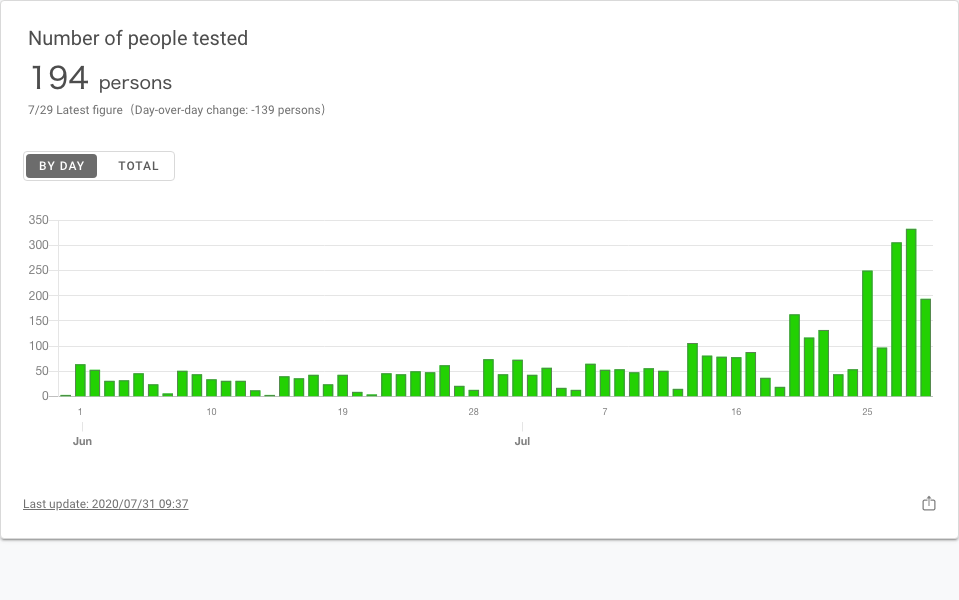 Number of people tested
194 persons
7/29 Latest figure（Day-over-day change: -139 persons）
BY DAY TOTAL
350
300
250
200
150
100
50
0
1 10 19 28 7 16 25
Jun Jul
Last update: 2020/07/31 09:37